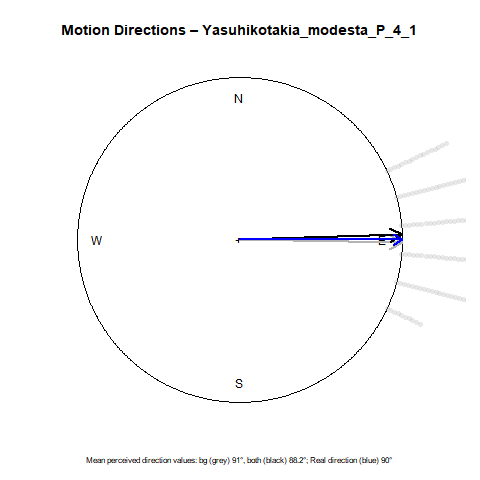 Motion Directions – Yasuhikotakia_modesta_P_4_1
N
W
E
S
Mean perceived direction values: bg (grey) 91°, both (black) 88.2°; Real direction (blue) 90°